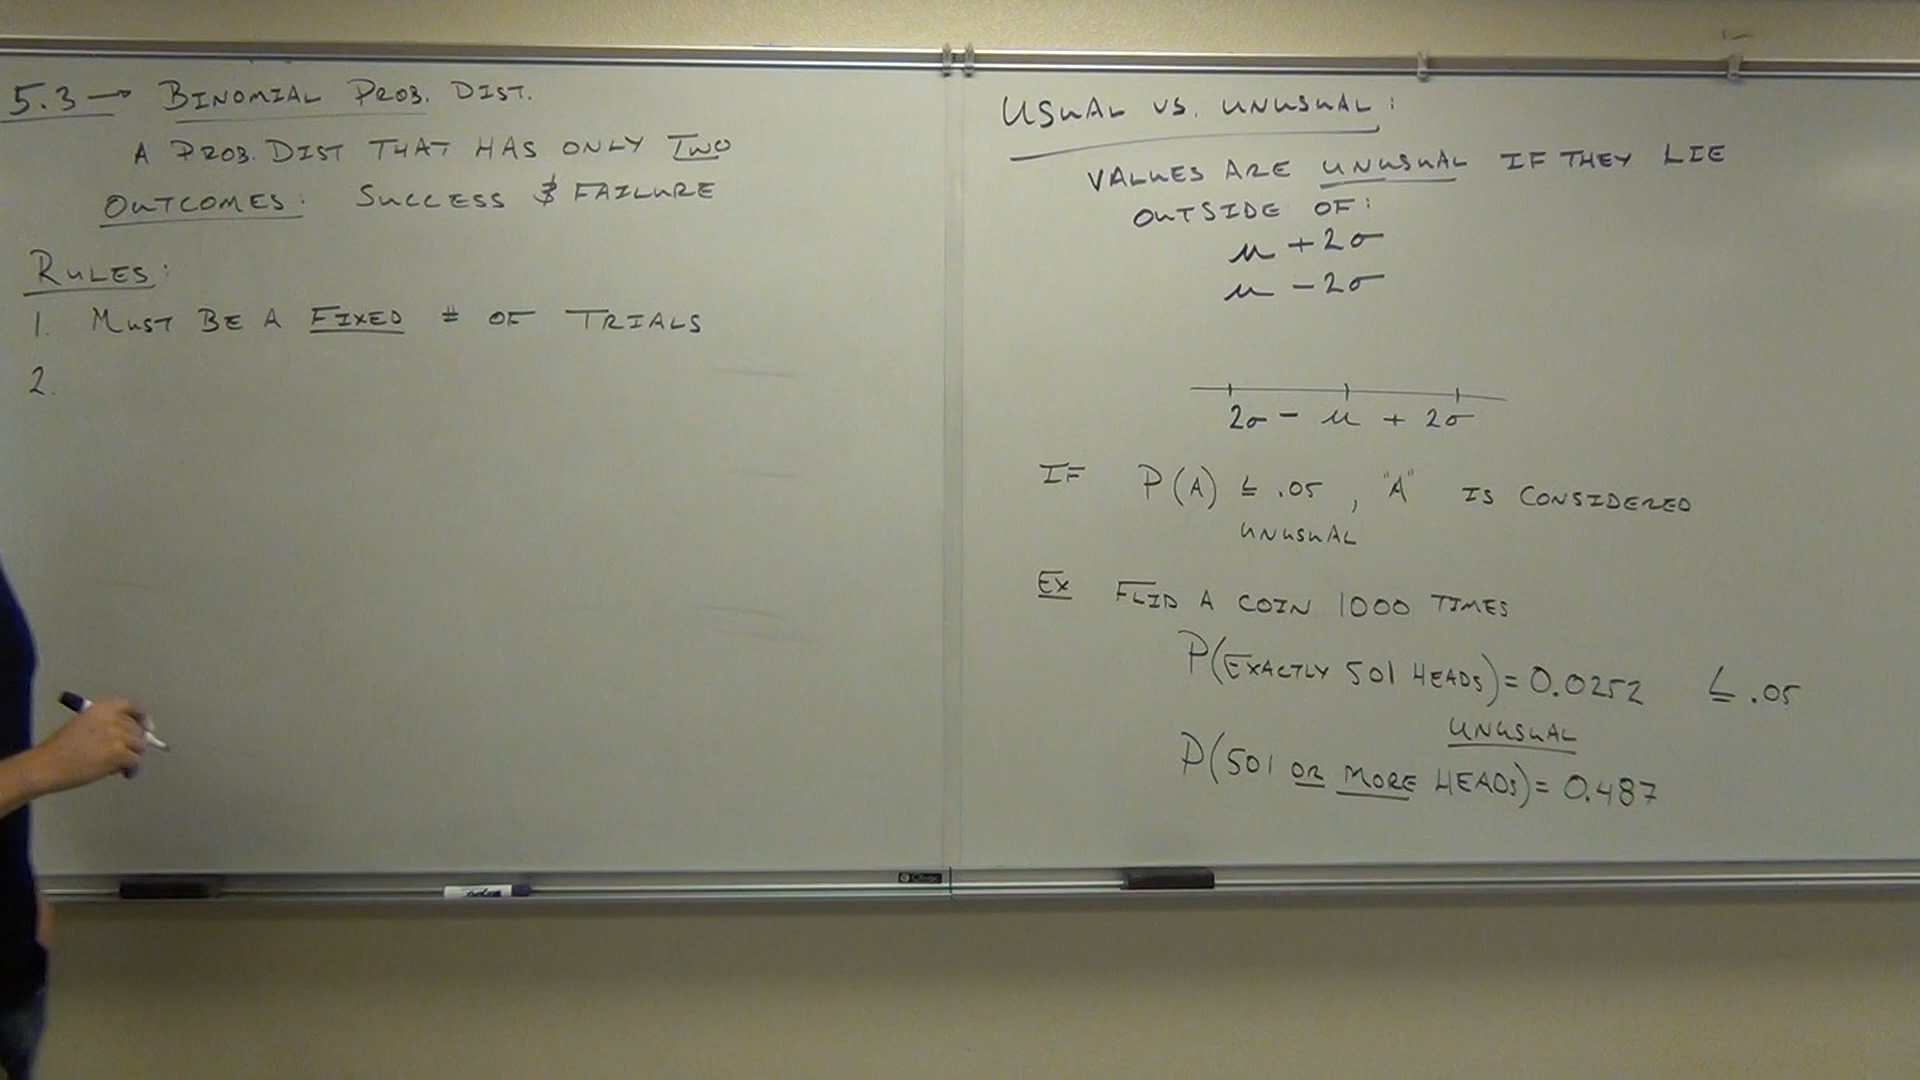 5.3 → BINOMIAL PROB. DIST.
A PROB. DIST THAT HAS ONLY TWO
OUTCOMES: SUCCESS & FAILURE
RULES:
1. MUST BE A FIXED # OF TRIALS
2.
USUAL VS. UNUSUAL:
VALUES ARE UNUSUAL IF THEY LIE
OUTSIDE OF:
μ + 2σ
μ - 2σ
2σ - μ + 2σ
IF P(A) ≤ .05, "A" IS CONSIDERED
UNUSUAL
EX FLIP A COIN 1000 TIMES
P(EXACTLY 501 HEADS) = 0.0252 ≤ .05
UNUSUAL
P(501 OR MORE HEADS) = 0.487